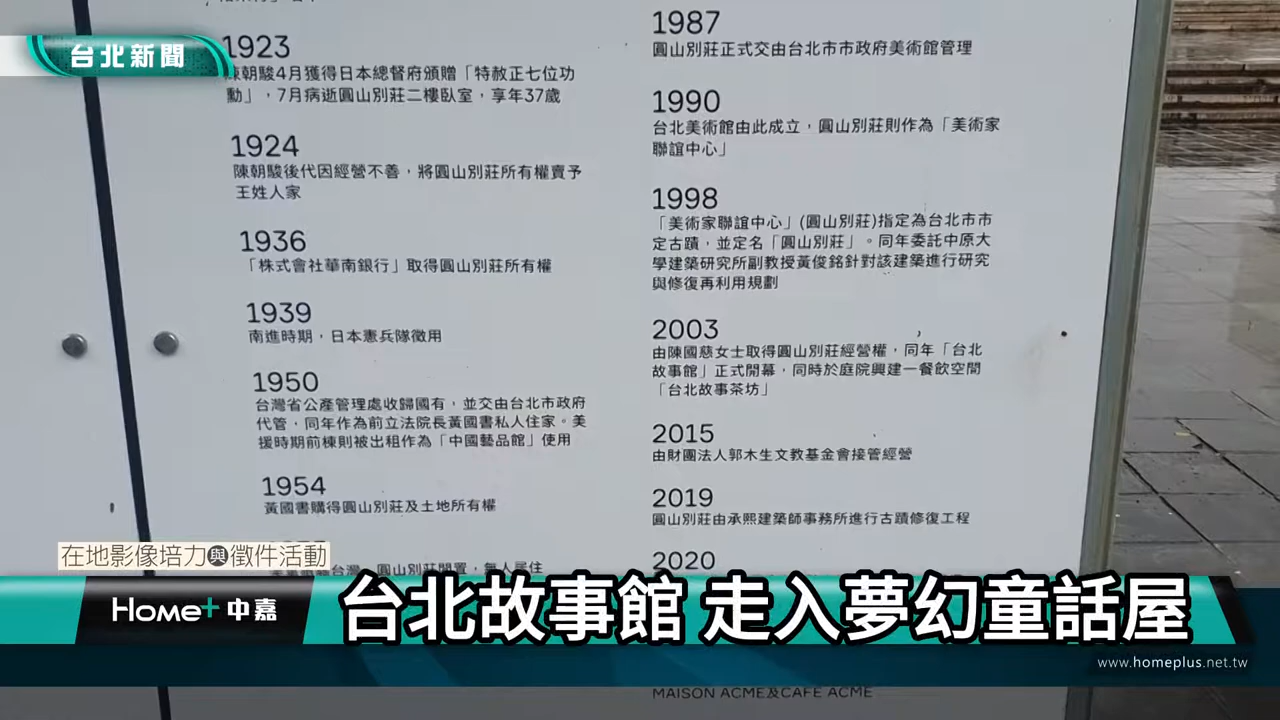 台北新聞
1923
陳朝駿4月獲得日本總督府頒贈「特赦正七位功
勳」，7月病逝圓山別莊二樓臥室，享年37歲
1924
陳朝駿後代因經營不善，將圓山別莊所有權賣予
王姓人家
1936
「株式會社華南銀行」取得圓山別莊所有權
1939
南進時期，日本憲兵隊徵用
1950
台灣省公產管理處收歸國有，並交由台北市政府
代管，同年作為前立法院長黃國書私人住家。美
援時期前棟則被出租作為「中國藝品館」使用
1954
黃國書購得圓山別莊及土地所有權
台灣，圓山別莊閒置，無人居住
1987
圓山別莊正式交由台北市市政府美術館管理
1990
台北美術館由此成立，圓山別莊則作為「美術家
聯誼中心」
1998
「美術家聯誼中心」(圓山別莊)指定為台北市市
定古蹟，並定名「圓山別莊」。同年委託中原大
學建築研究所副教授黃俊銘針對該建築進行研究
與修復再利用規劃
2003
由陳國慈女士取得圓山別莊經營權，同年「台北
故事館」正式開幕，同時於庭院興建一餐飲空間
「台北故事茶坊」
2015
由財團法人郭木生文教基金會接管經營
2019
圓山別莊由承熙建築師事務所進行古蹟修復工程
2020
MAISON ACME&CAFE ACME
在地影像培力與徵件活動
Home+中嘉
台北故事館 走入夢幻童話屋
www.homeplus.net.tw